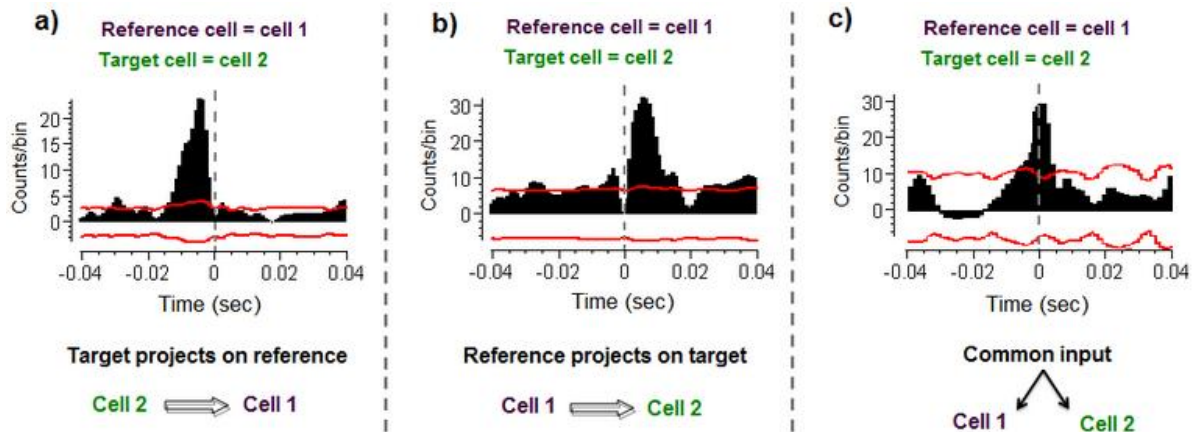 a)
Reference cell = cell 1
Target cell = cell 2
Counts/bin
20
15
10
5
0
-0.04 -0.02 0 0.02 0.04
Time (sec)
Target projects on reference
Cell 2 Cell 1
b)
Reference cell = cell 1
Target cell = cell 2
Counts/bin
30
20
10
0
-0.04 -0.02 0 0.02 0.04
Time (sec)
Reference projects on target
Cell 1 Cell 2
c)
Reference cell = cell 1
Target cell = cell 2
Counts/bin
30
20
10
0
-0.04 -0.02 0 0.02 0.04
Time (sec)
Common input
Cell 1 Cell 2